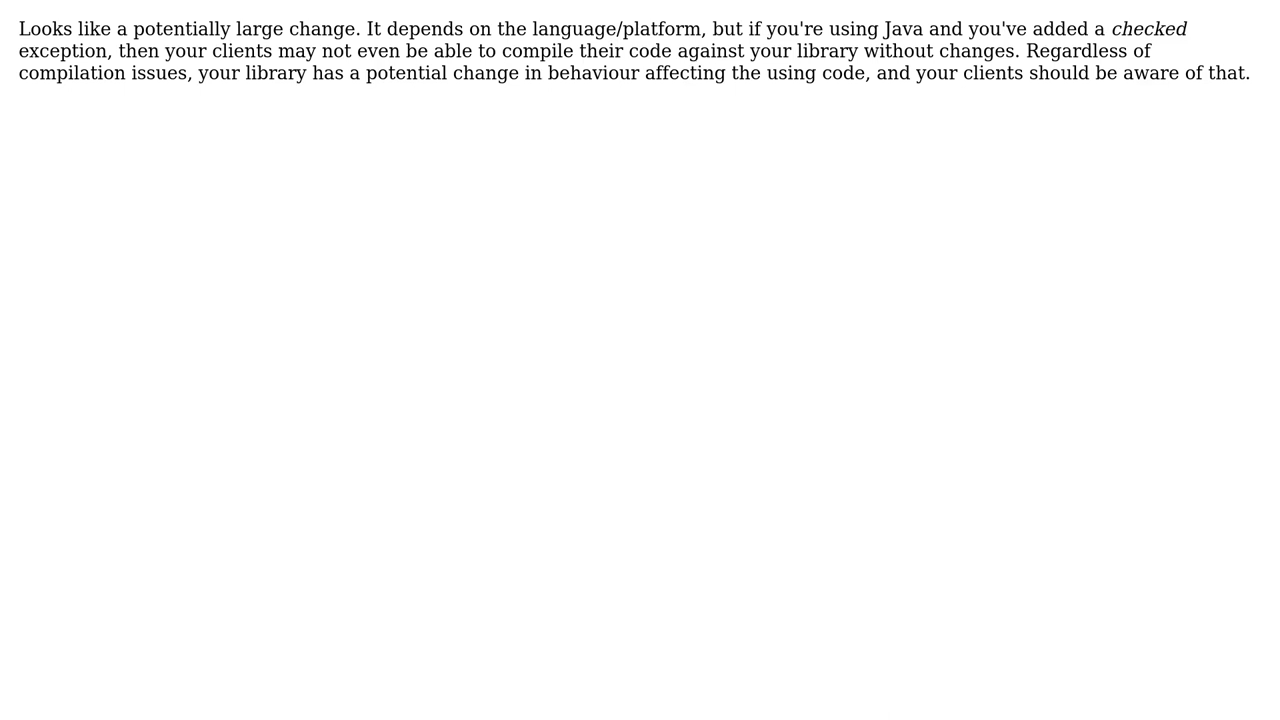 Looks like a potentially large change. It depends on the language/platform, but if you're using Java and you've added a checked
exception, then your clients may not even be able to compile their code against your library without changes. Regardless of
compilation issues, your library has a potential change in behaviour affecting the using code, and your clients should be aware of that.